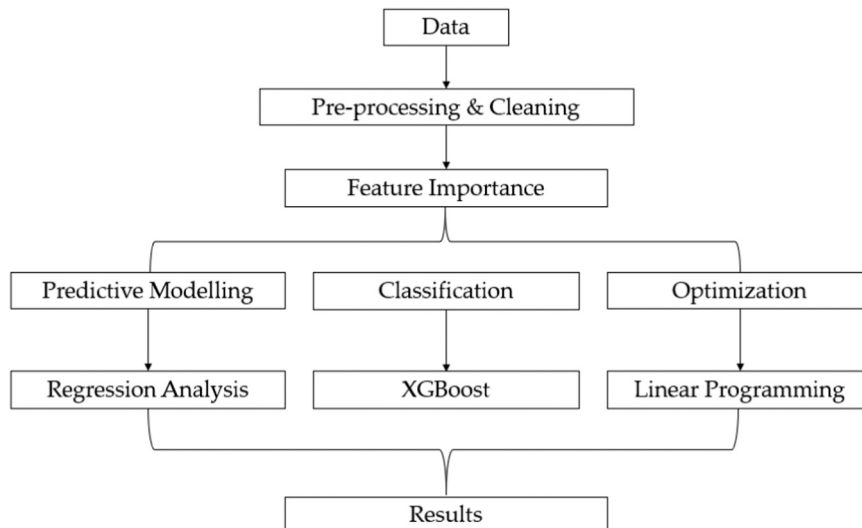 Data
Pre-processing & Cleaning
Feature Importance
Predictive Modelling
Classification
Optimization
Regression Analysis
XGBoost
Linear Programming
Results